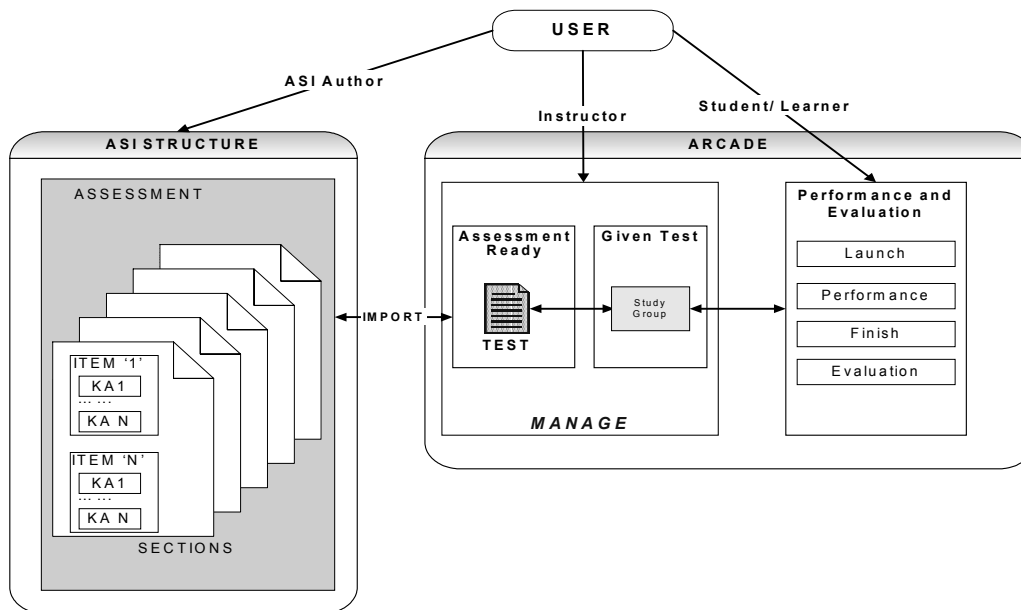 USER
ASI Author
Instructor
Student/ Learner
ASI STRUCTURE
ASSESSMENT
ITEM '1'
KA1
... ...
KA N
ITEM 'N'
KA1
... ...
KA N
SECTIONS
IMPORT
ARCADE
Assessment
Ready
TEST
Given Test
Study
Group
MANAGE
Performance and
Evaluation
Launch
Performance
Finish
Evaluation